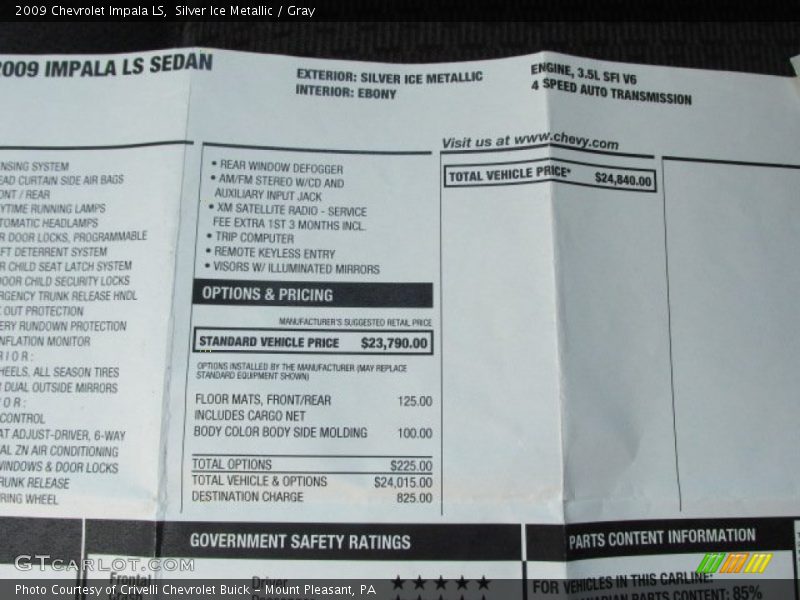 2009 Chevrolet Impala LS, Silver Ice Metallic / Gray
2009 IMPALA LS SEDAN
EXTERIOR: SILVER ICE METALLIC
INTERIOR: EBONY
ENGINE, 3.5L SFI V6
4 SPEED AUTO TRANSMISSION
NSING SYSTEM
EAD CURTAIN SIDE AIR BAGS
ONT / REAR
YTIME RUNNING LAMPS
TOMATIC HEADLAMPS
R DOOR LOCKS, PROGRAMMABLE
FT DETERRENT SYSTEM
R CHILD SEAT LATCH SYSTEM
DOOR CHILD SECURITY LOCKS
RGENCY TRUNK RELEASE HNDL
OUT PROTECTION
ERY RUNDOWN PROTECTION
NFLATION MONITOR
RIOR:
HEELS, ALL SEASON TIRES
DUAL OUTSIDE MIRRORS
OR:
CONTROL
AT ADJUST-DRIVER, 6-WAY
AL ZN AIR CONDITIONING
WINDOWS & DOOR LOCKS
RUNK RELEASE
RING WHEEL
• REAR WINDOW DEFOGGER
• AM/FM STEREO W/CD AND
AUXILIARY INPUT JACK
• XM SATELLITE RADIO - SERVICE
FEE EXTRA 1ST 3 MONTHS INCL.
• TRIP COMPUTER
• REMOTE KEYLESS ENTRY
• VISORS W/ ILLUMINATED MIRRORS
OPTIONS & PRICING
MANUFACTURER'S SUGGESTED RETAIL PRICE
STANDARD VEHICLE PRICE $23,790.00
OPTIONS INSTALLED BY THE MANUFACTURER (MAY REPLACE
STANDARD EQUIPMENT SHOWN)
FLOOR MATS, FRONT/REAR 125.00
INCLUDES CARGO NET
BODY COLOR BODY SIDE MOLDING 100.00
TOTAL OPTIONS $225.00
TOTAL VEHICLE & OPTIONS $24,015.00
DESTINATION CHARGE 825.00
Visit us at www.chevy.com
TOTAL VEHICLE PRICE* $24,840.00
GOVERNMENT SAFETY RATINGS
Frontal Driver ★★★★★
PARTS CONTENT INFORMATION
FOR VEHICLES IN THIS CARLINE:
PARTS CONTENT: 85%
GTCarLot.com
Photo Courtesy of Crivelli Chevrolet Buick - Mount Pleasant, PA